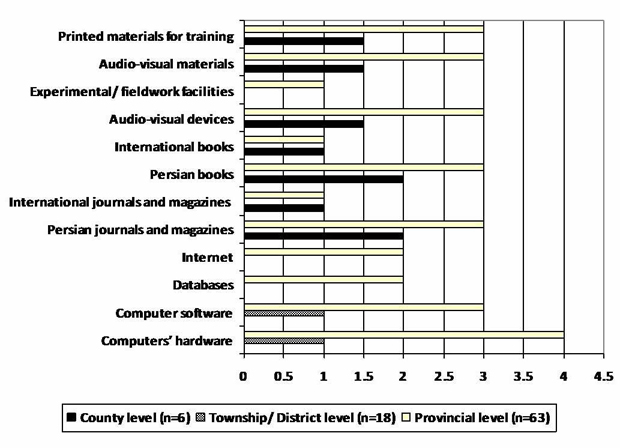 Printed materials for training
Audio-visual materials
Experimental/ fieldwork facilities
Audio-visual devices
International books
Persian books
International journals and magazines
Persian journals and magazines
Internet
Databases
Computer software
Computers' hardware
0 0.5 1 1.5 2 2.5 3 3.5 4 4.5
County level (n=6) Township/ District level (n=18) Provincial level (n=63)